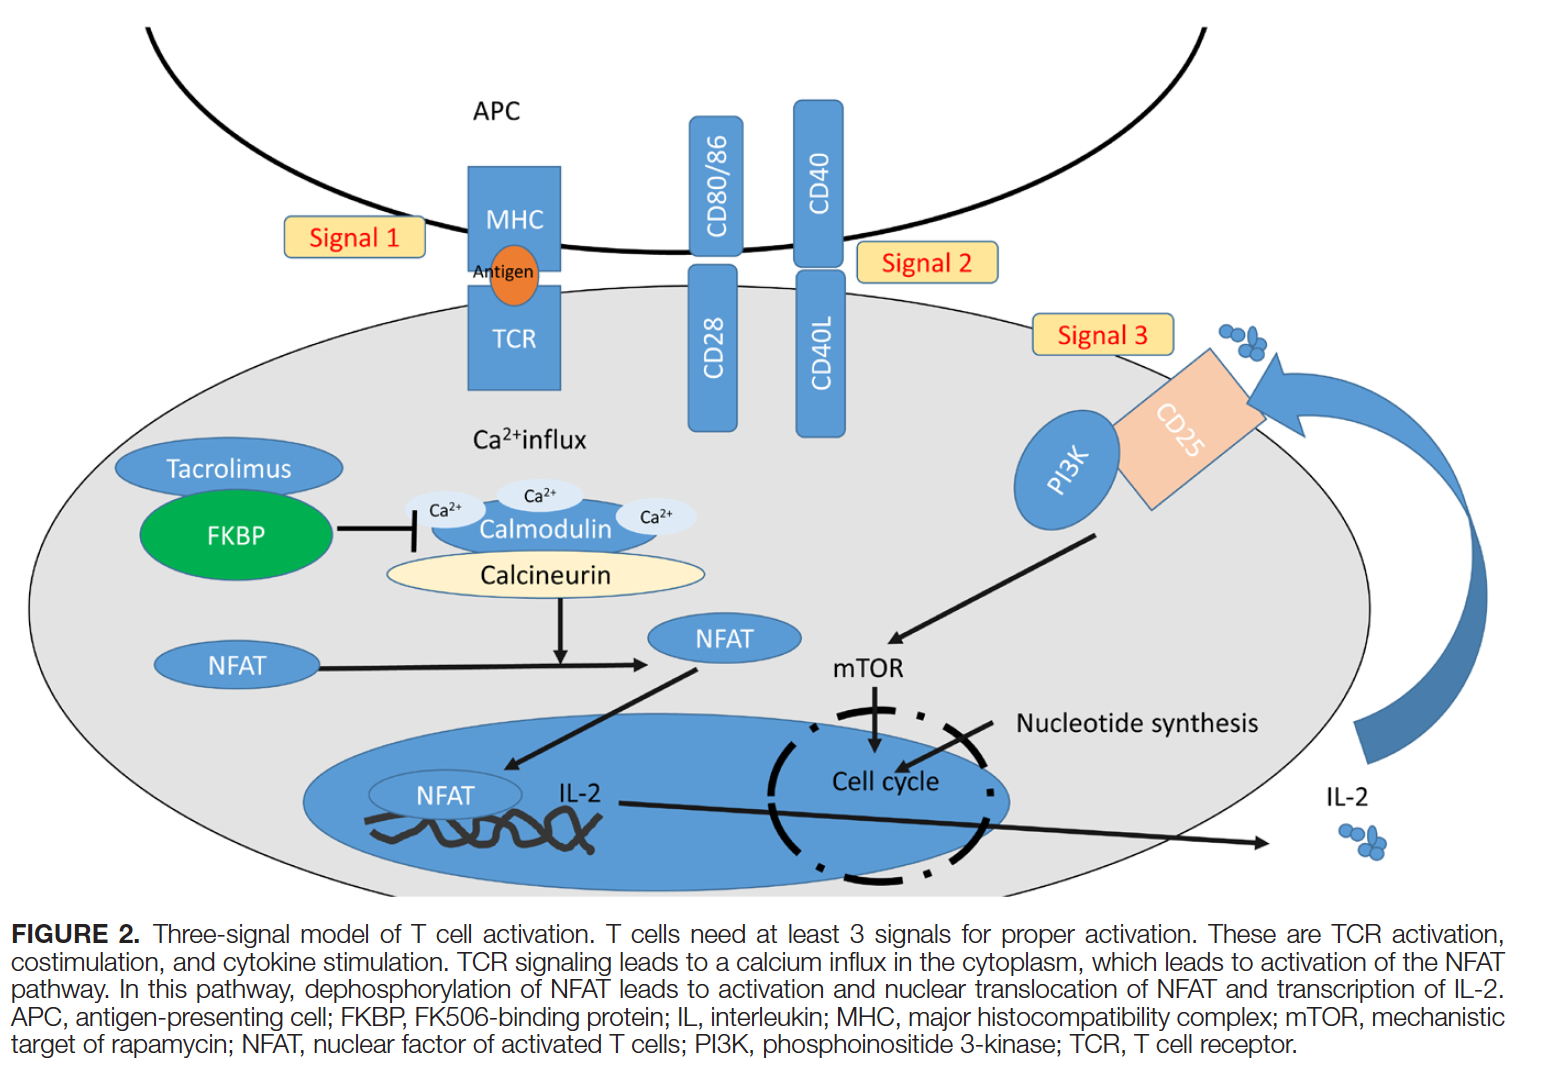 APC
MHC
CD80/86
CD40
Signal 1
Antigen
Signal 2
TCR
CD28
CD40L
Signal 3
CD25
PI3K
Ca²⁺influx
Tacrolimus
FKBP
Ca²⁺
Ca²⁺
Ca²⁺
Calmodulin
Calcineurin
NFAT
NFAT
mTOR
Nucleotide synthesis
Cell cycle
NFAT
IL-2
IL-2
FIGURE 2. Three-signal model of T cell activation. T cells need at least 3 signals for proper activation. These are TCR activation,
costimulation, and cytokine stimulation. TCR signaling leads to a calcium influx in the cytoplasm, which leads to activation of the NFAT
pathway. In this pathway, dephosphorylation of NFAT leads to activation and nuclear translocation of NFAT and transcription of IL-2.
APC, antigen-presenting cell; FKBP, FK506-binding protein; IL, interleukin; MHC, major histocompatibility complex; mTOR, mechanistic
target of rapamycin; NFAT, nuclear factor of activated T cells; PI3K, phosphoinositide 3-kinase; TCR, T cell receptor.